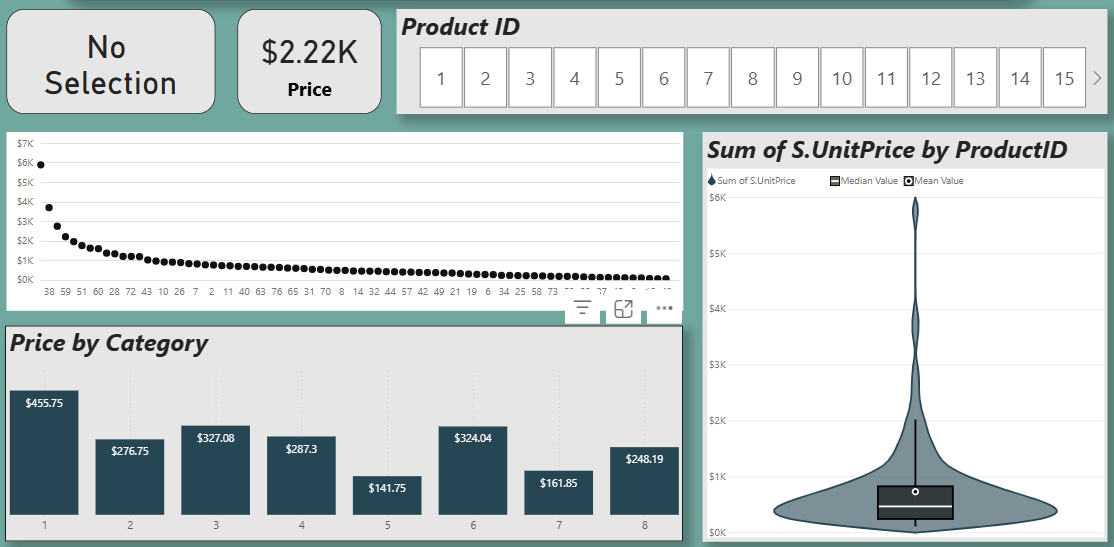 No
Selection
$2.22K
Price
Product ID
1 2 3 4 5 6 7 8 9 10 11 12 13 14 15
$7K
$6K
$5K
$4K
$3K
$2K
$1K
$0K
38 59 51 60 28 72 43 10 26 7 2 11 40 63 76 65 31 70 8 14 32 44 57 42 49 21 19 6 34 25 58 73
Price by Category
$455.75
$276.75
$327.08
$287.3
$141.75
$324.04
$161.85
$248.19
1 2 3 4 5 6 7 8
Sum of S.UnitPrice by ProductID
Sum of S.UnitPrice Median Value Mean Value
$6K
$5K
$4K
$3K
$2K
$1K
$0K